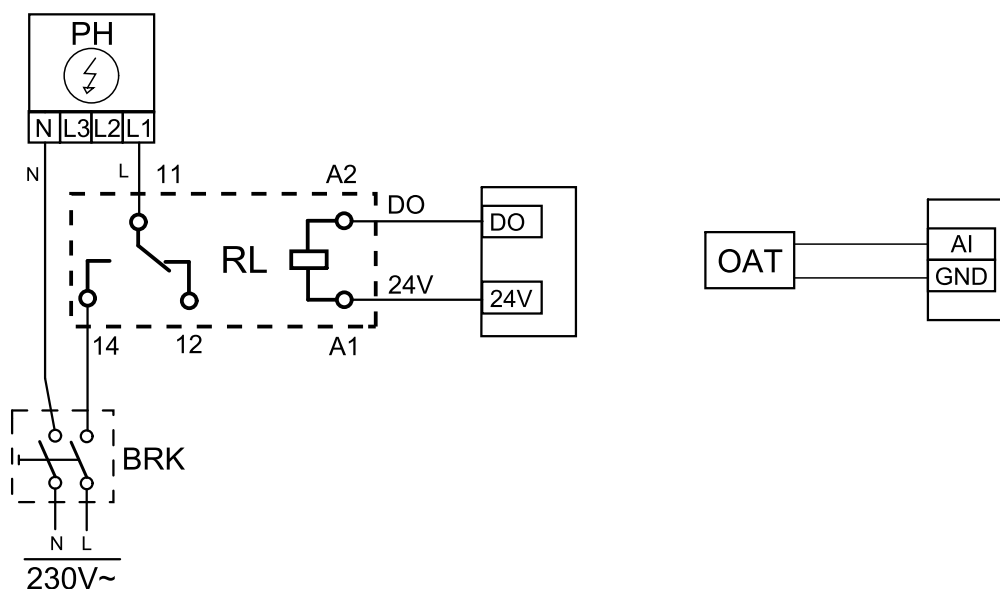 PH
N L3 L2 L1
N L 11 A2
DO
DO
RL
OAT
AI
GND
24V
24V
14 12 A1
BRK
N L
230V~